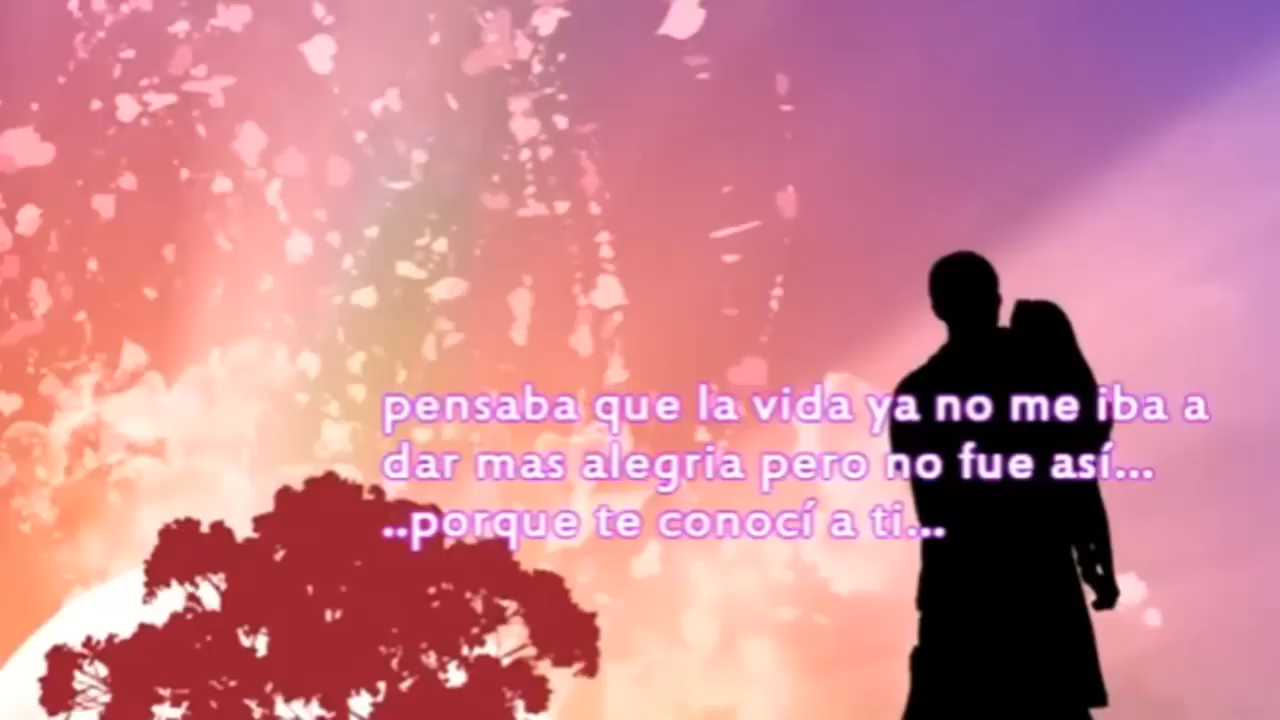 pensaba que la vida ya no me iba a
dar mas alegria pero no fue así...
..porque te conocí a ti...